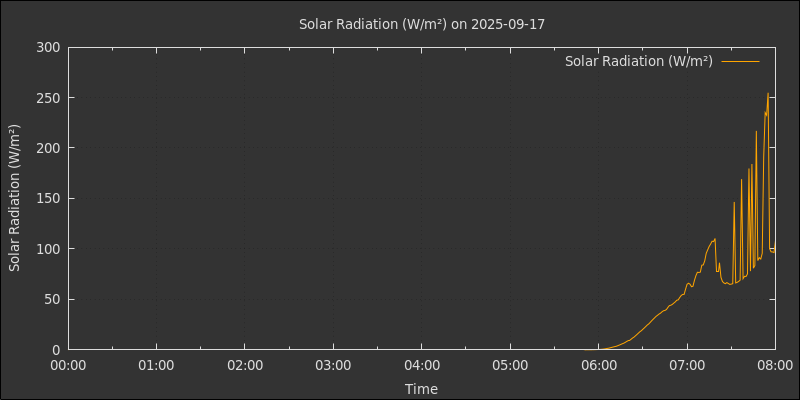 Solar Radiation (W/m²) on 2025-09-17
Solar Radiation (W/m²)
300
250
200
150
100
50
0
Solar Radiation (W/m²)
00:00 01:00 02:00 03:00 04:00 05:00 06:00 07:00 08:00
Time